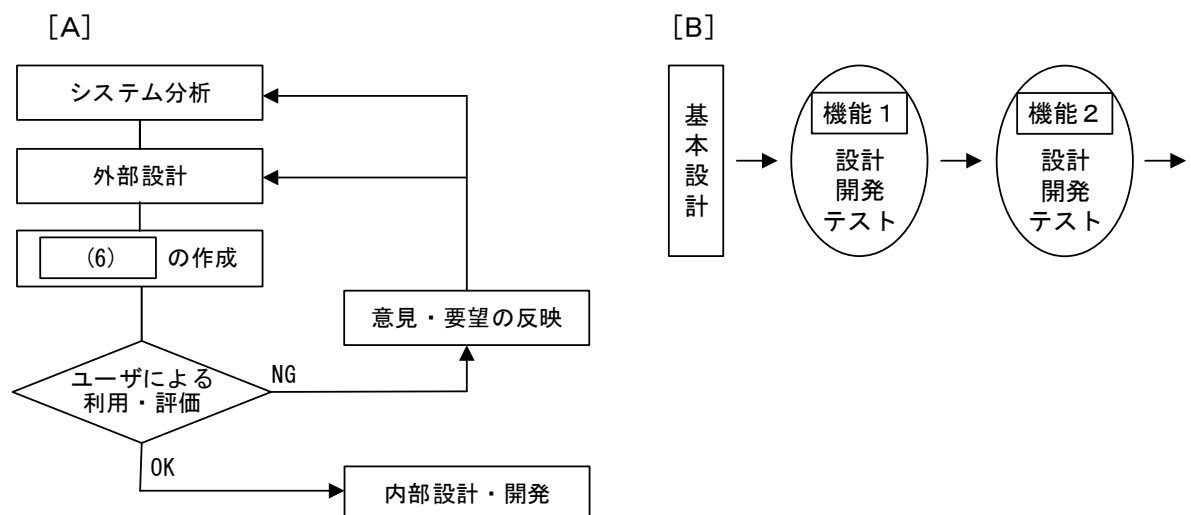 ［A］
システム分析
外部設計
(6) の作成
意見・要望の反映
ユーザによる
利用・評価
NG
OK
内部設計・開発
［B］
基
本
設
計
機能１
設計
開発
テスト
機能２
設計
開発
テスト